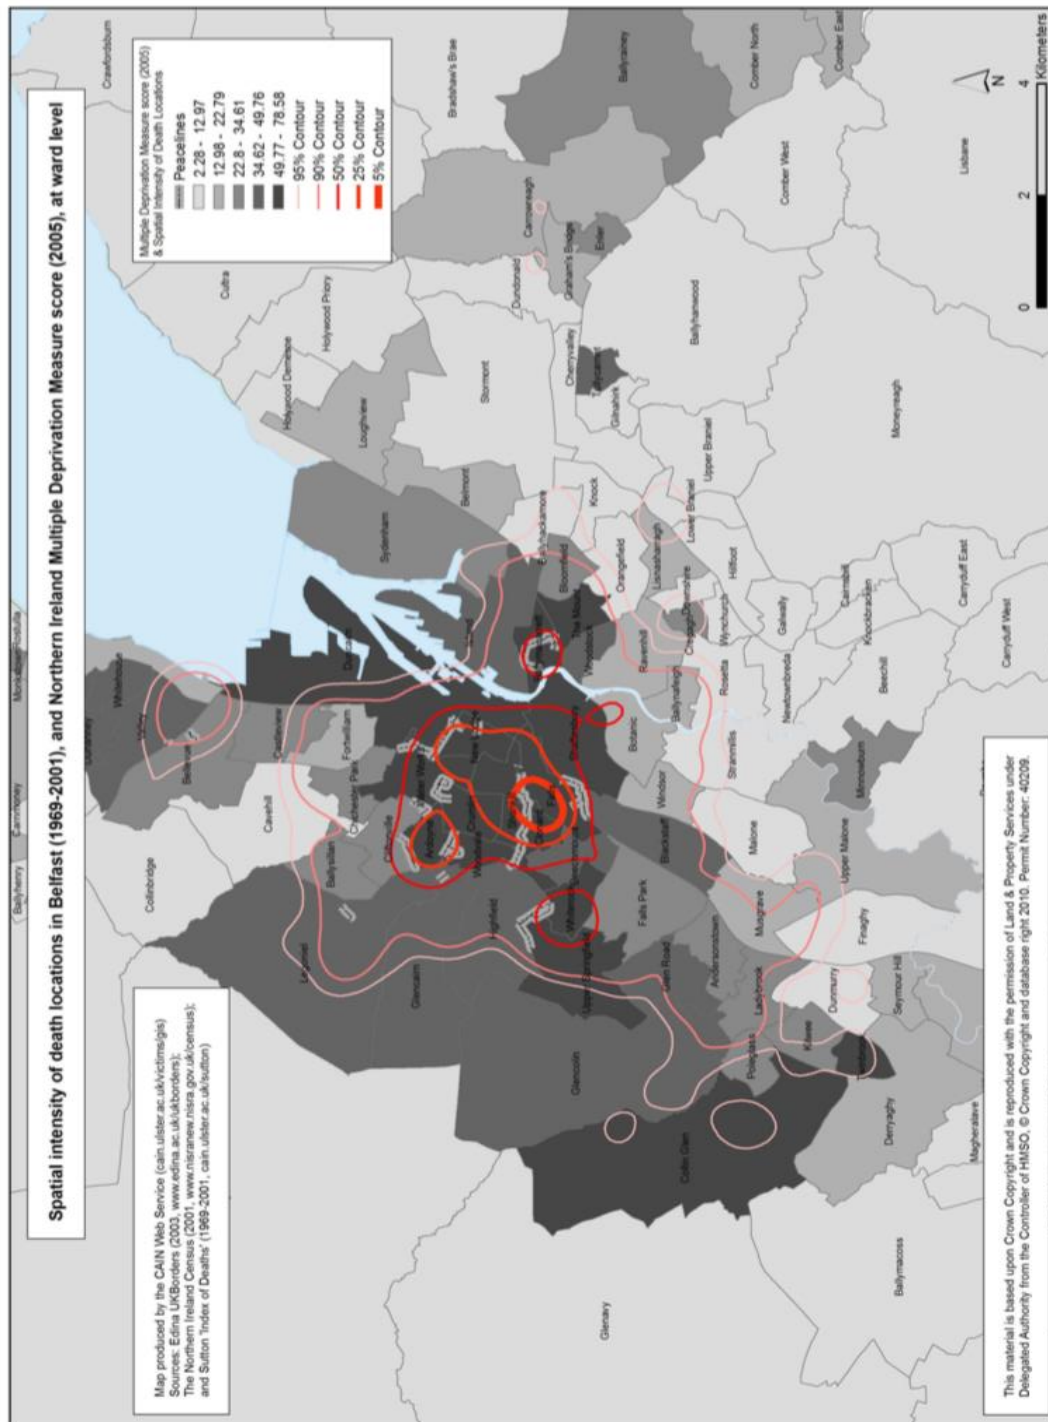 Spatial intensity of death locations in Belfast (1969-2001), and Northern Ireland Multiple Deprivation Measure score (2005), at ward level
Map produced by the CAIN Web Service (cain.ulster.ac.uk/victims/gis)
Sources: Edina UKBorders (2003, www.edina.ac.uk/ukborders);
The Northern Ireland Census (2001, www.nisranew.nisra.gov.uk/census);
and Sutton 'Index of Deaths' (1969-2001, cain.ulster.ac.uk/sutton)
Multiple Deprivation Measure score (2005)
& Spatial Intensity of Death Locations
Peacelines
2.28 - 12.97
12.98 - 22.79
22.8 - 34.61
34.62 - 49.76
49.77 - 78.58
95% Contour
90% Contour
50% Contour
25% Contour
5% Contour
Ballyhenry
Carnmoney
Monkstown
Rostulla
Crawfordsburn
Collinbridge
Whitehouse
Valley
Bellevue
Cavehill
Castleview
Fortwilliam
Chichester Park
Ballysillan
Cliftonville
Legoniel
Ardoyne
Duncairn
Cultra
Holywood Demesne
Holywood Priory
Loughview
Sydenham
Belmont
Stormont
Bradshaw's Brae
Glencairn
Highfield
Island
Ballyhackamore
Bloomfield
The Mount
Woodstock
Knock
Orangefield
Cherryvalley
Gilnahirk
Tullycarnet
Dundonald
Carrowreagh
Graham's Bridge
Enler
Ballyrainey
Comber North
Comber East
Comber West
Ballyhanwood
Glencolin
Upper Springfield
Whiterock
Falls Park
Glen Road
Andersonstown
Blackstaff
Windsor
Botanic
Ballynafeigh
Ravenhill
Lisnasharragh
Lower Braniel
Upper Braniel
Downshire
Cregagh
Hillfoot
Wynchurch
Rosetta
Stranmillis
Malone
Musgrave
Ladybrook
Poleglass
Kilwee
Twinbrook
Dunmurry
Finaghy
Upper Malone
Seymour Hill
Derryaghy
Collin Glen
Glenavy
Ballymacoss
Magheralave
Minnowburn
Newtownbreda
Galwally
Cairnshill
Knockbracken
Beechill
Carryduff East
Carryduff West
Moneyreagh
Lisbane
N
0 2 4
Kilometers
This material is based upon Crown Copyright and is reproduced with the permission of Land & Property Services under
Delegated Authority from the Controller of HMSO, © Crown Copyright and database right 2010. Permit Number: 40209.